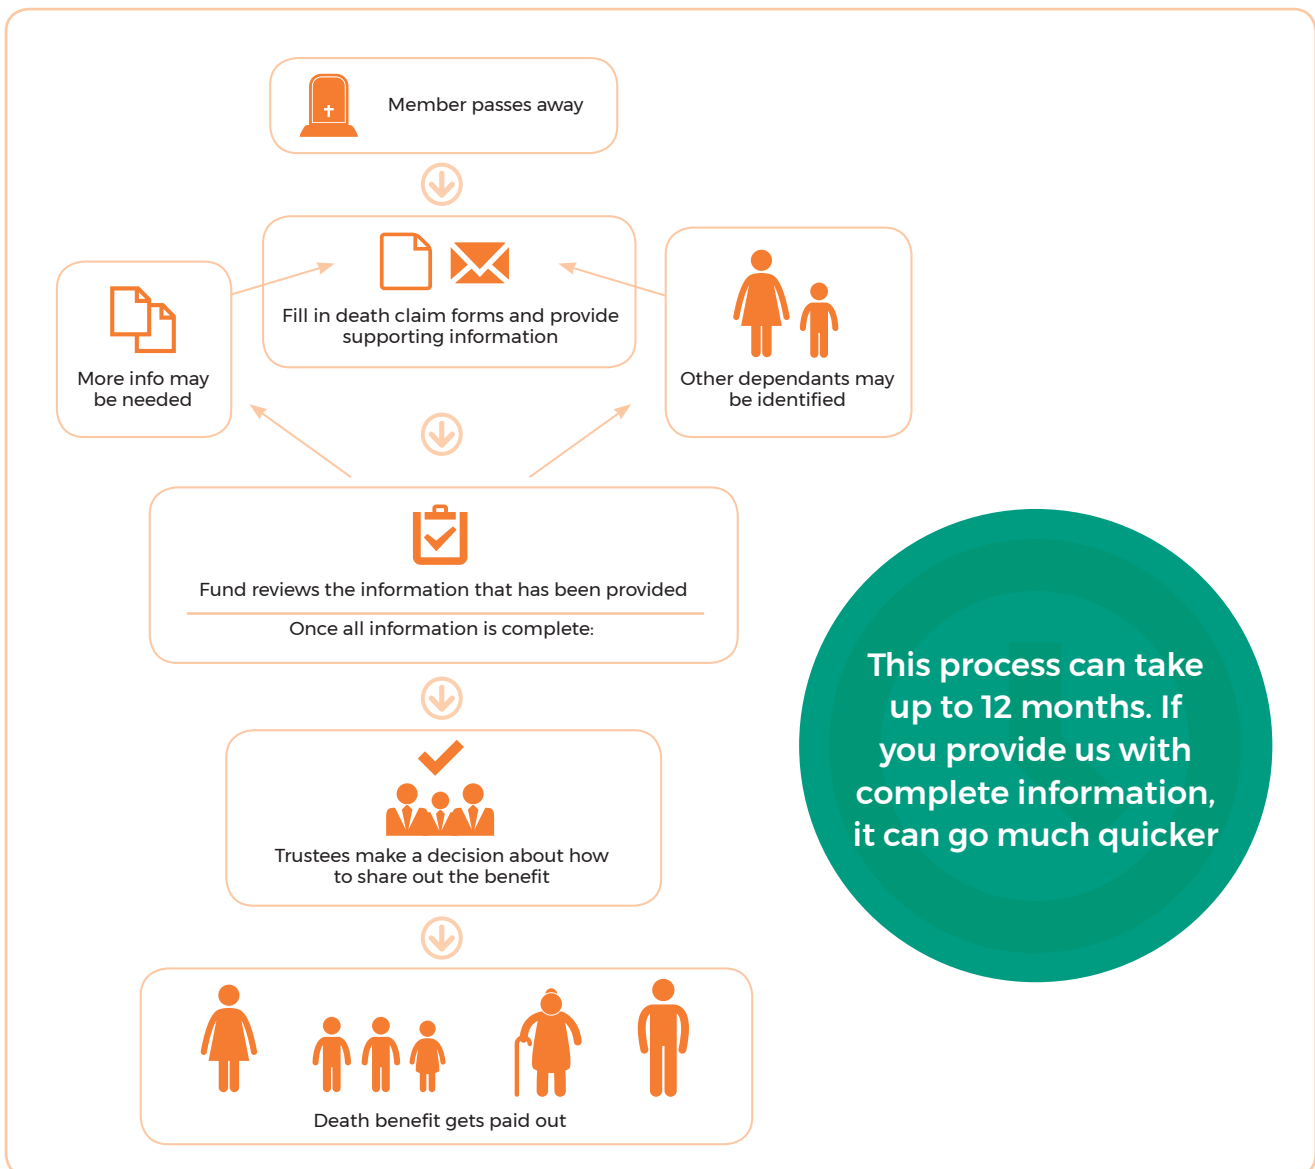 Member passes away
Fill in death claim forms and provide
supporting information
More info may
be needed
Other dependants may
be identified
Fund reviews the information that has been provided
Once all information is complete:
Trustees make a decision about how
to share out the benefit
Death benefit gets paid out
This process can take
up to 12 months. If
you provide us with
complete information,
it can go much quicker